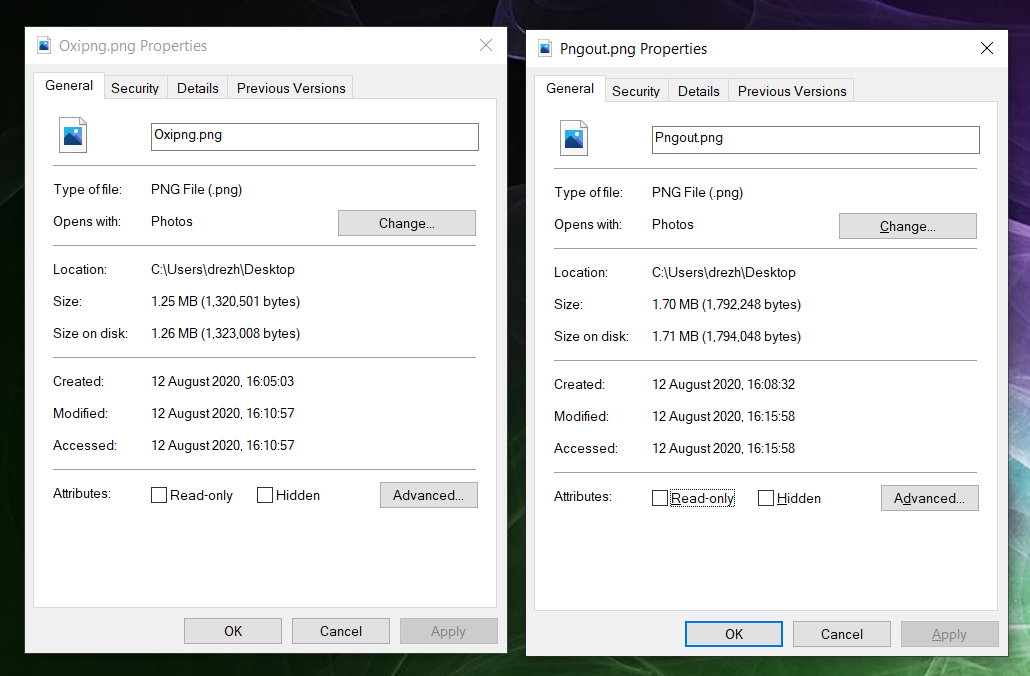 Oxipng.png Properties
General Security Details Previous Versions
Oxipng.png
Type of file: PNG File (.png)
Opens with: Photos Change...
Location: C:\Users\drezh\Desktop
Size: 1.25 MB (1,320,501 bytes)
Size on disk: 1.26 MB (1,323,008 bytes)
Created: 12 August 2020, 16:05:03
Modified: 12 August 2020, 16:10:57
Accessed: 12 August 2020, 16:10:57
Attributes: Read-only Hidden Advanced...
OK Cancel Apply
Pngout.png Properties
General Security Details Previous Versions
Pngout.png
Type of file: PNG File (.png)
Opens with: Photos Change...
Location: C:\Users\drezh\Desktop
Size: 1.70 MB (1,792,248 bytes)
Size on disk: 1.71 MB (1,794,048 bytes)
Created: 12 August 2020, 16:08:32
Modified: 12 August 2020, 16:15:58
Accessed: 12 August 2020, 16:15:58
Attributes: Read-only Hidden Advanced...
OK Cancel Apply